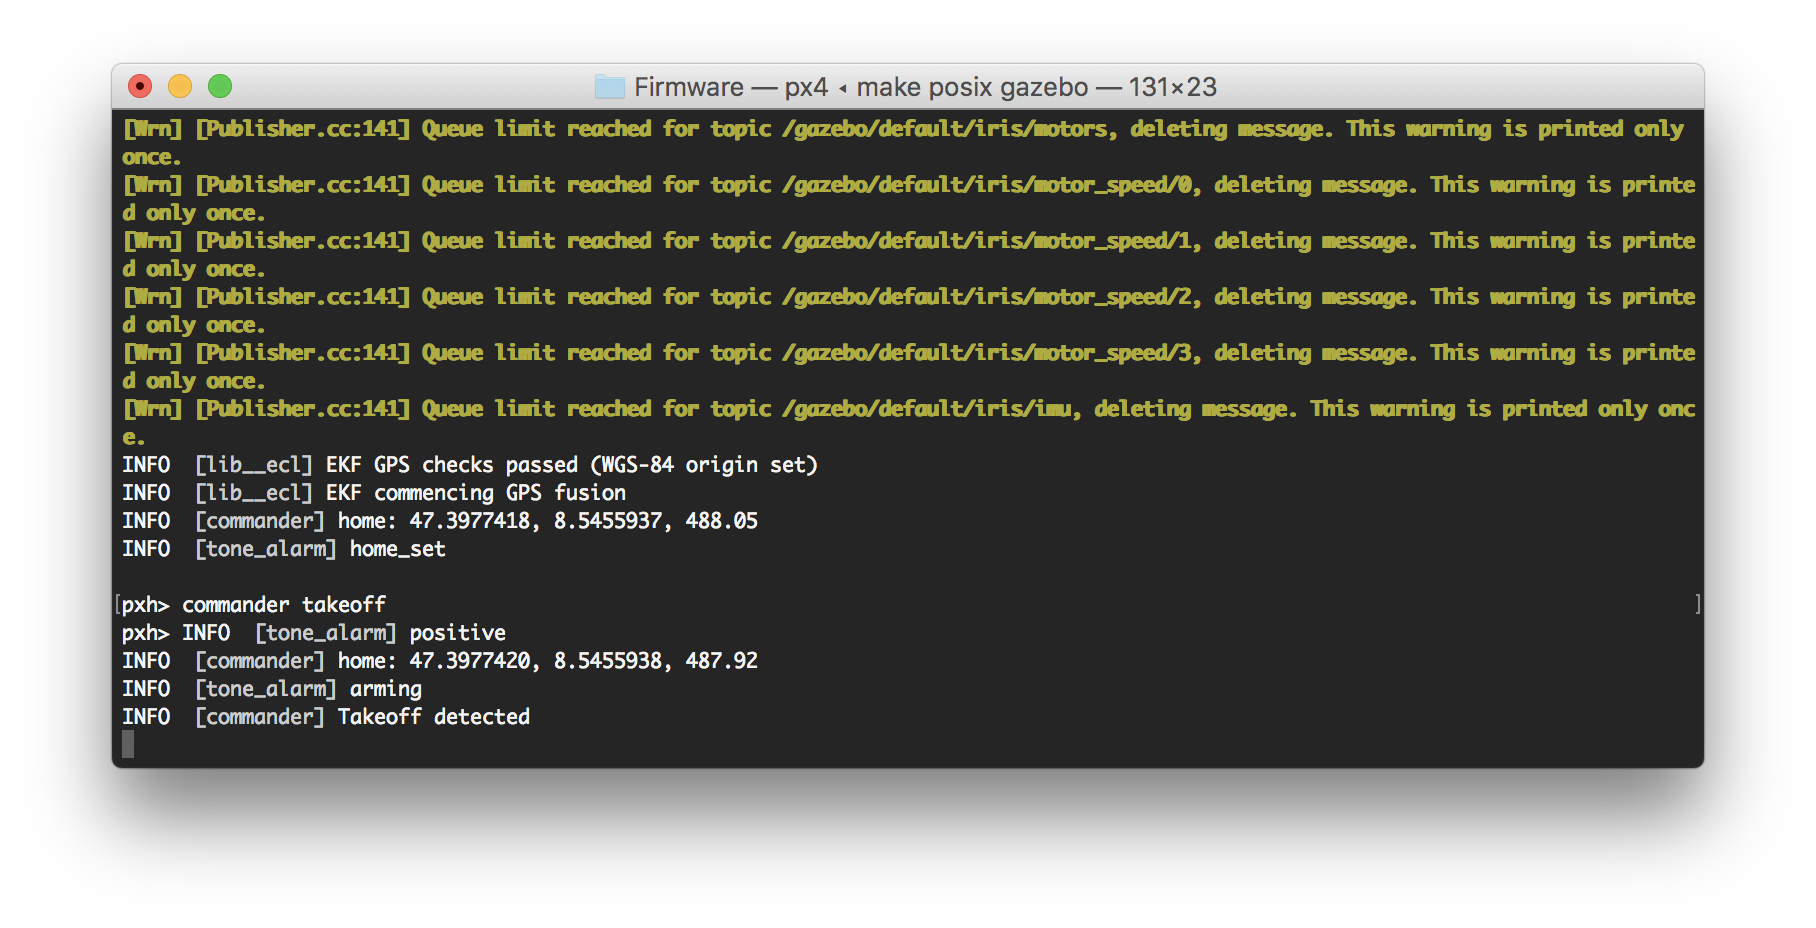 Firmware — px4 ◂ make posix gazebo — 131×23
[Wrn] [Publisher.cc:141] Queue limit reached for topic /gazebo/default/iris/motors, deleting message. This warning is printed only
once.
[Wrn] [Publisher.cc:141] Queue limit reached for topic /gazebo/default/iris/motor_speed/0, deleting message. This warning is printe
d only once.
[Wrn] [Publisher.cc:141] Queue limit reached for topic /gazebo/default/iris/motor_speed/1, deleting message. This warning is printe
d only once.
[Wrn] [Publisher.cc:141] Queue limit reached for topic /gazebo/default/iris/motor_speed/2, deleting message. This warning is printe
d only once.
[Wrn] [Publisher.cc:141] Queue limit reached for topic /gazebo/default/iris/motor_speed/3, deleting message. This warning is printe
d only once.
[Wrn] [Publisher.cc:141] Queue limit reached for topic /gazebo/default/iris/imu, deleting message. This warning is printed only onc
e.
INFO  [lib__ecl] EKF GPS checks passed (WGS-84 origin set)
INFO  [lib__ecl] EKF commencing GPS fusion
INFO  [commander] home: 47.3977418, 8.5455937, 488.05
INFO  [tone_alarm] home_set
[pxh> commander takeoff ]
pxh> INFO  [tone_alarm] positive
INFO  [commander] home: 47.3977420, 8.5455938, 487.92
INFO  [tone_alarm] arming
INFO  [commander] Takeoff detected